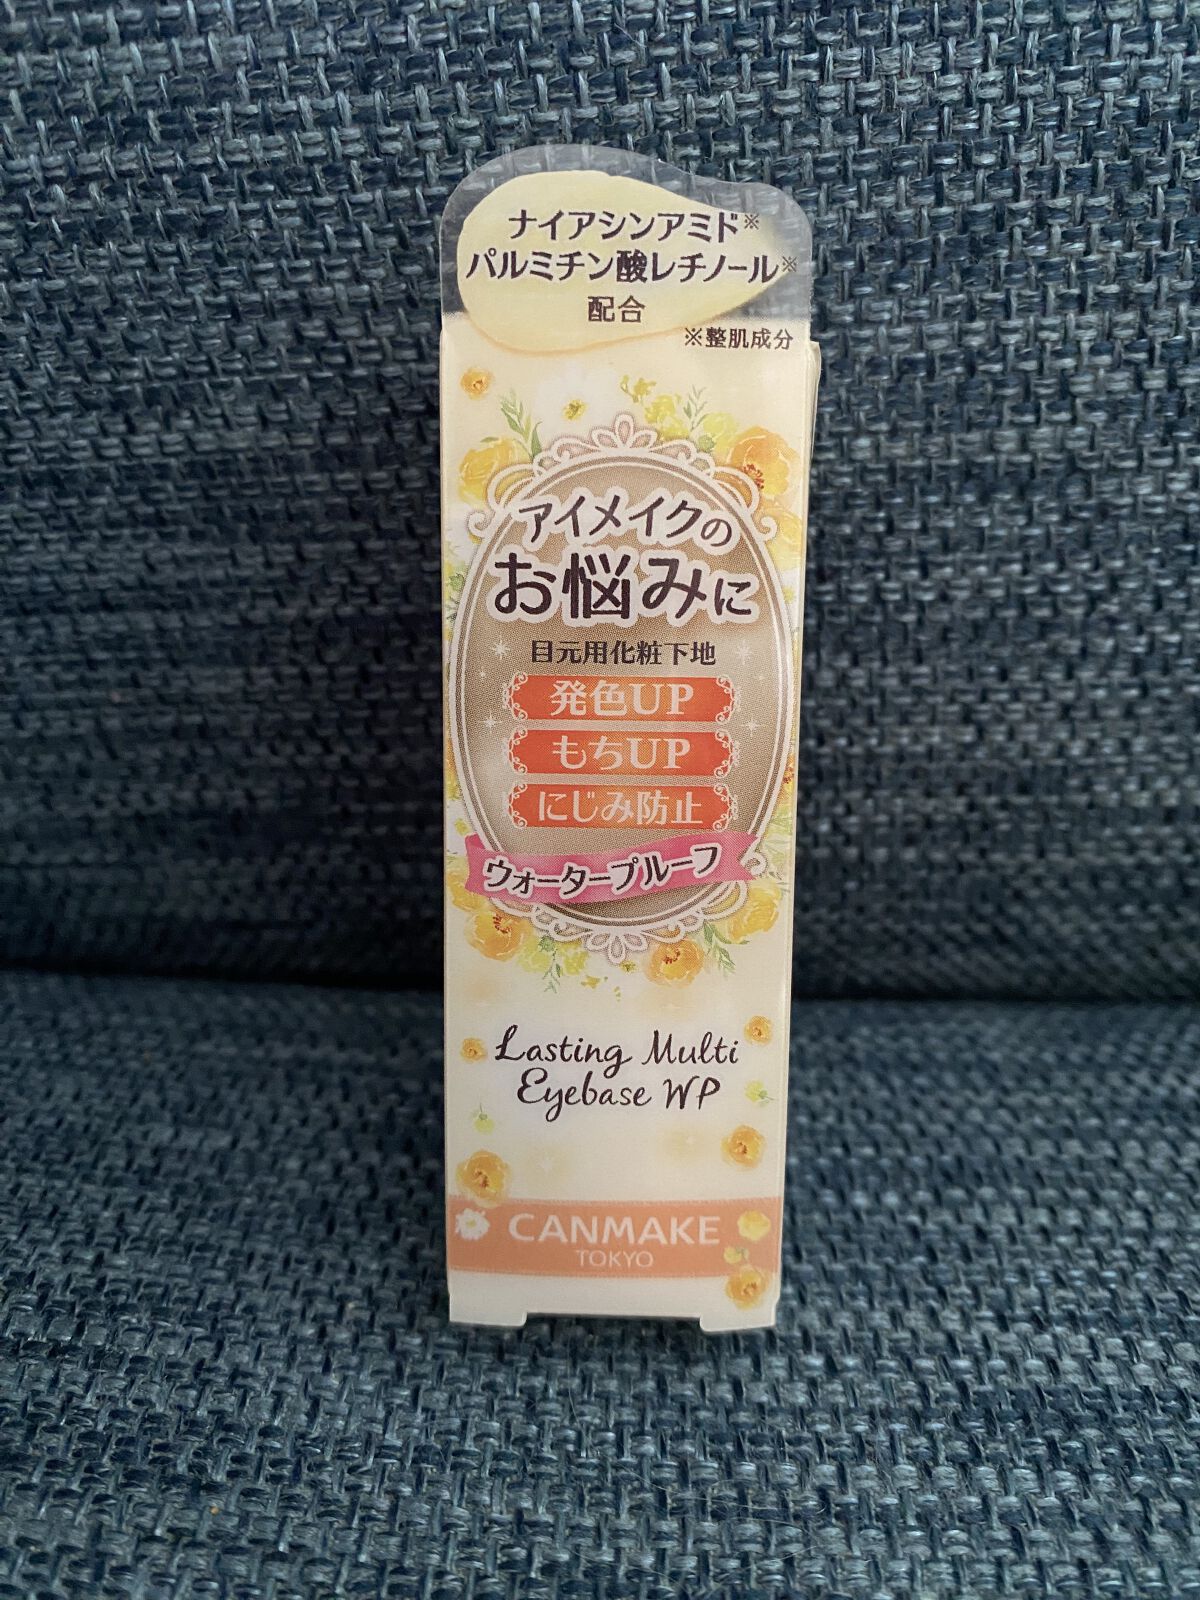 ナイアシンアミド※
パルミチン酸レチノール※
配合
※整肌成分
アイメイクの
お悩みに
目元用化粧下地
発色UP
もちUP
にじみ防止
ウォータープルーフ
Lasting Multi
Eyebase WP
CANMAKE
TOKYO